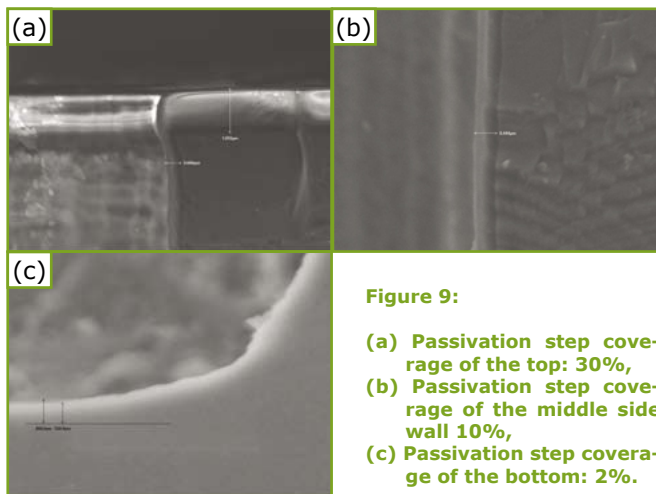 (a)
(b)
(c)
Figure 9:
(a) Passivation step cove-
rage of the top: 30%,
(b) Passivation step cove-
rage of the middle side
wall 10%,
(c) Passivation step covera-
ge of the bottom: 2%.